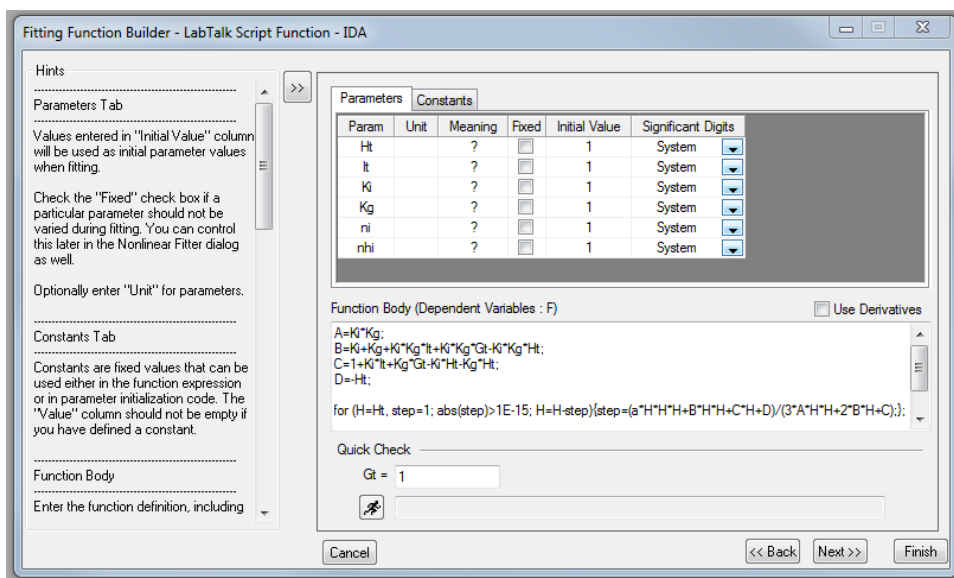 Fitting Function Builder - LabTalk Script Function - IDA
Hints
Parameters Tab
Values entered in "Initial Value" column
will be used as initial parameter values
when fitting.
Check the "Fixed" check box if a
particular parameter should not be
varied during fitting. You can control
this later in the Nonlinear Fitter dialog
as well.
Optionally enter "Unit" for parameters.
Constants Tab
Constants are fixed values that can be
used either in the function expression
or in parameter initialization code. The
"Value" column should not be empty if
you have defined a constant.
Function Body
Enter the function definition, including
>>
Parameters Constants
Param Unit Meaning Fixed Initial Value Significant Digits
Ht ? 1 System
It ? 1 System
Ki ? 1 System
Kg ? 1 System
ni ? 1 System
nhi ? 1 System
Function Body (Dependent Variables : F)
Use Derivatives
A=Ki*Kg;
B=Ki+Kg+Ki*Kg*It+Ki*Kg*Gt-Ki*Kg*Ht;
C=1+Ki*It+Kg*Gt-Ki*Ht-Kg*Ht;
D=-Ht;
for (H=Ht, step=1; abs(step)>1E-15; H=H-step){step=(a*H*H*H+B*H*H+C*H+D)/(3*A*H*H+2*B*H+C);};
Quick Check
Gt = 1
Cancel
<< Back
Next >>
Finish